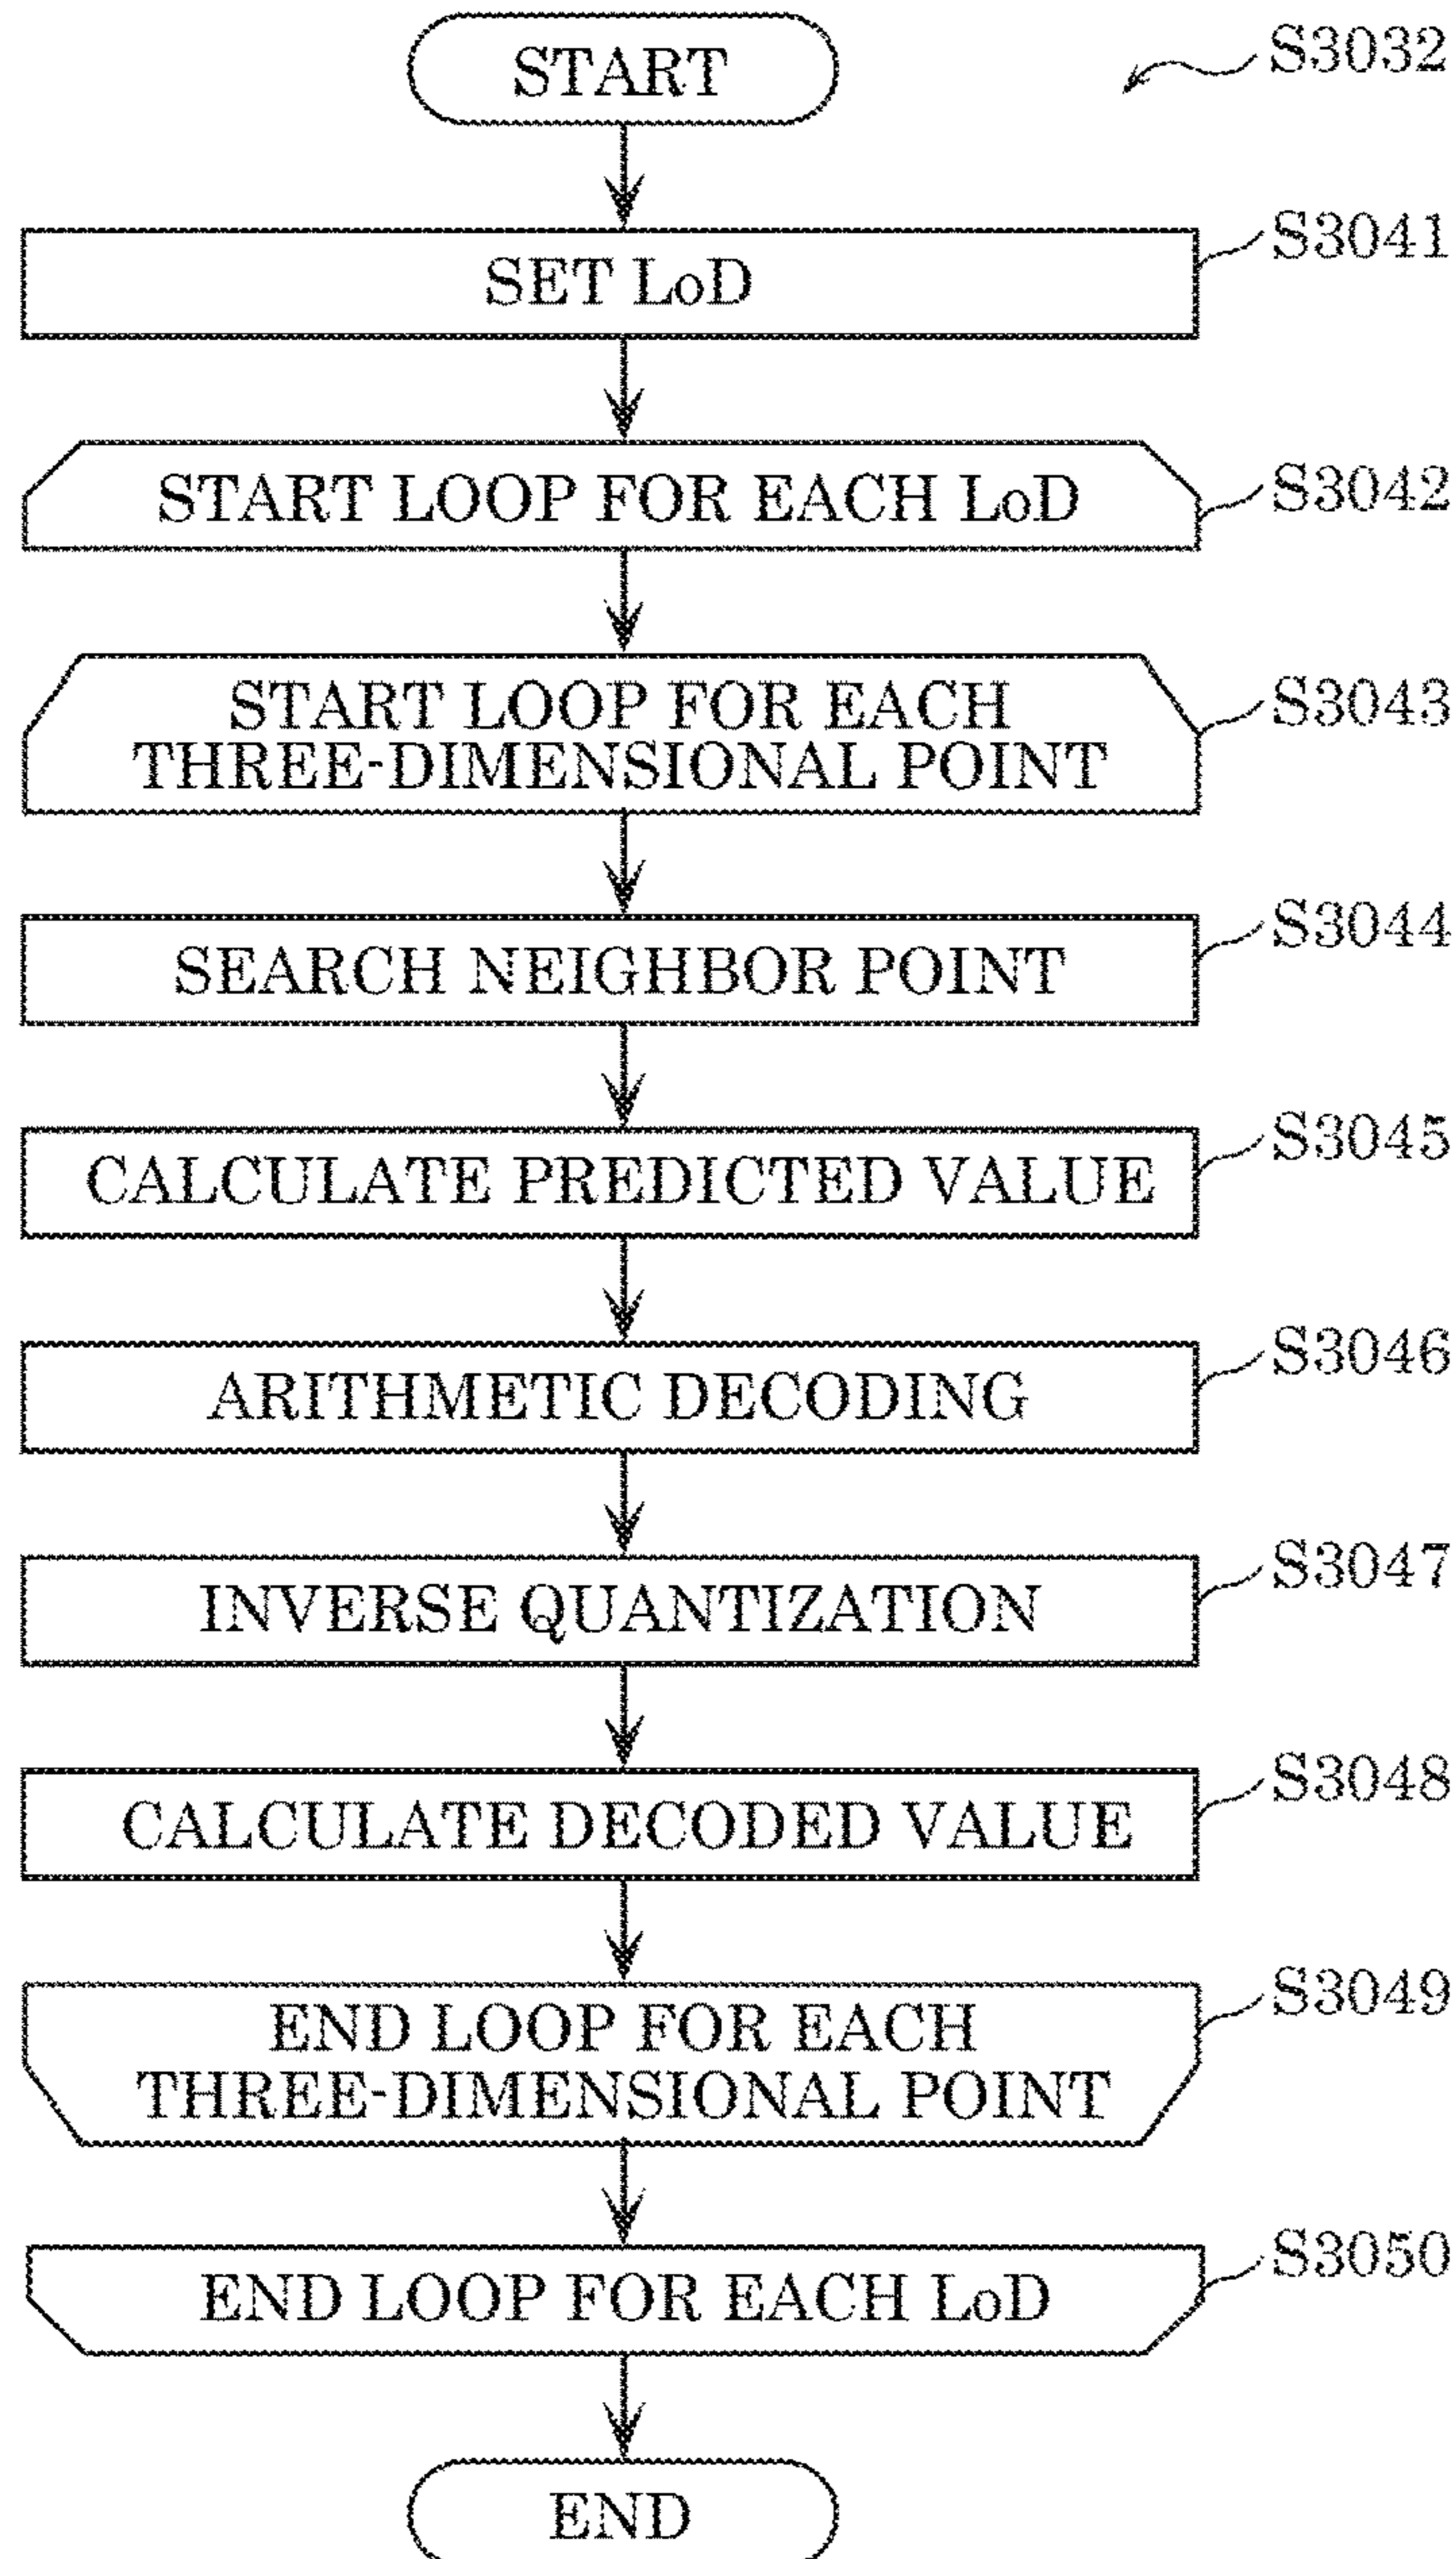 START
S3032
SET LoD
S3041
START LOOP FOR EACH LoD
S3042
START LOOP FOR EACH
THREE-DIMENSIONAL POINT
S3043
SEARCH NEIGHBOR POINT
S3044
CALCULATE PREDICTED VALUE
S3045
ARITHMETIC DECODING
S3046
INVERSE QUANTIZATION
S3047
CALCULATE DECODED VALUE
S3048
END LOOP FOR EACH
THREE-DIMENSIONAL POINT
S3049
END LOOP FOR EACH LoD
S3050
END